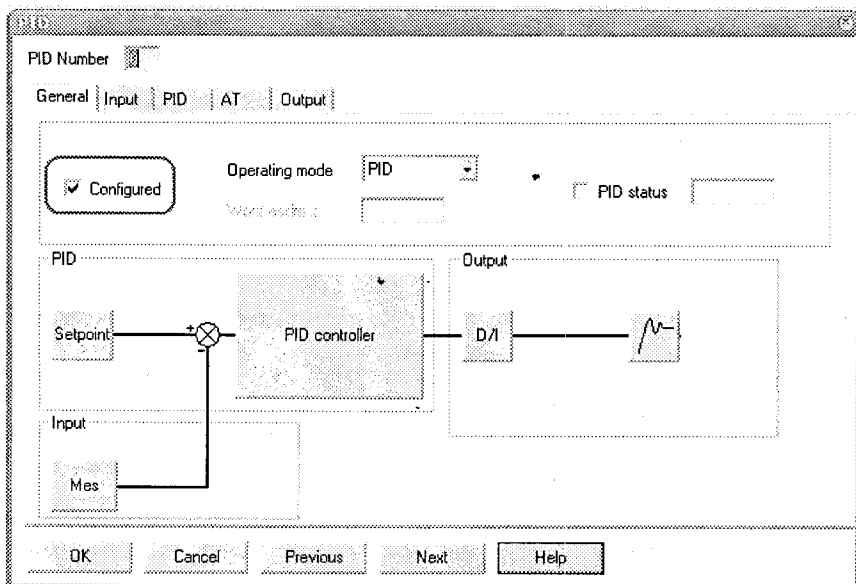 PID
PID Number
General Input PID AT Output
Configured
Operating mode PID
PID status
PID
Output
Setpoint
+
-
PID controller
D/I
Input
Mes
OK Cancel Previous Next Help